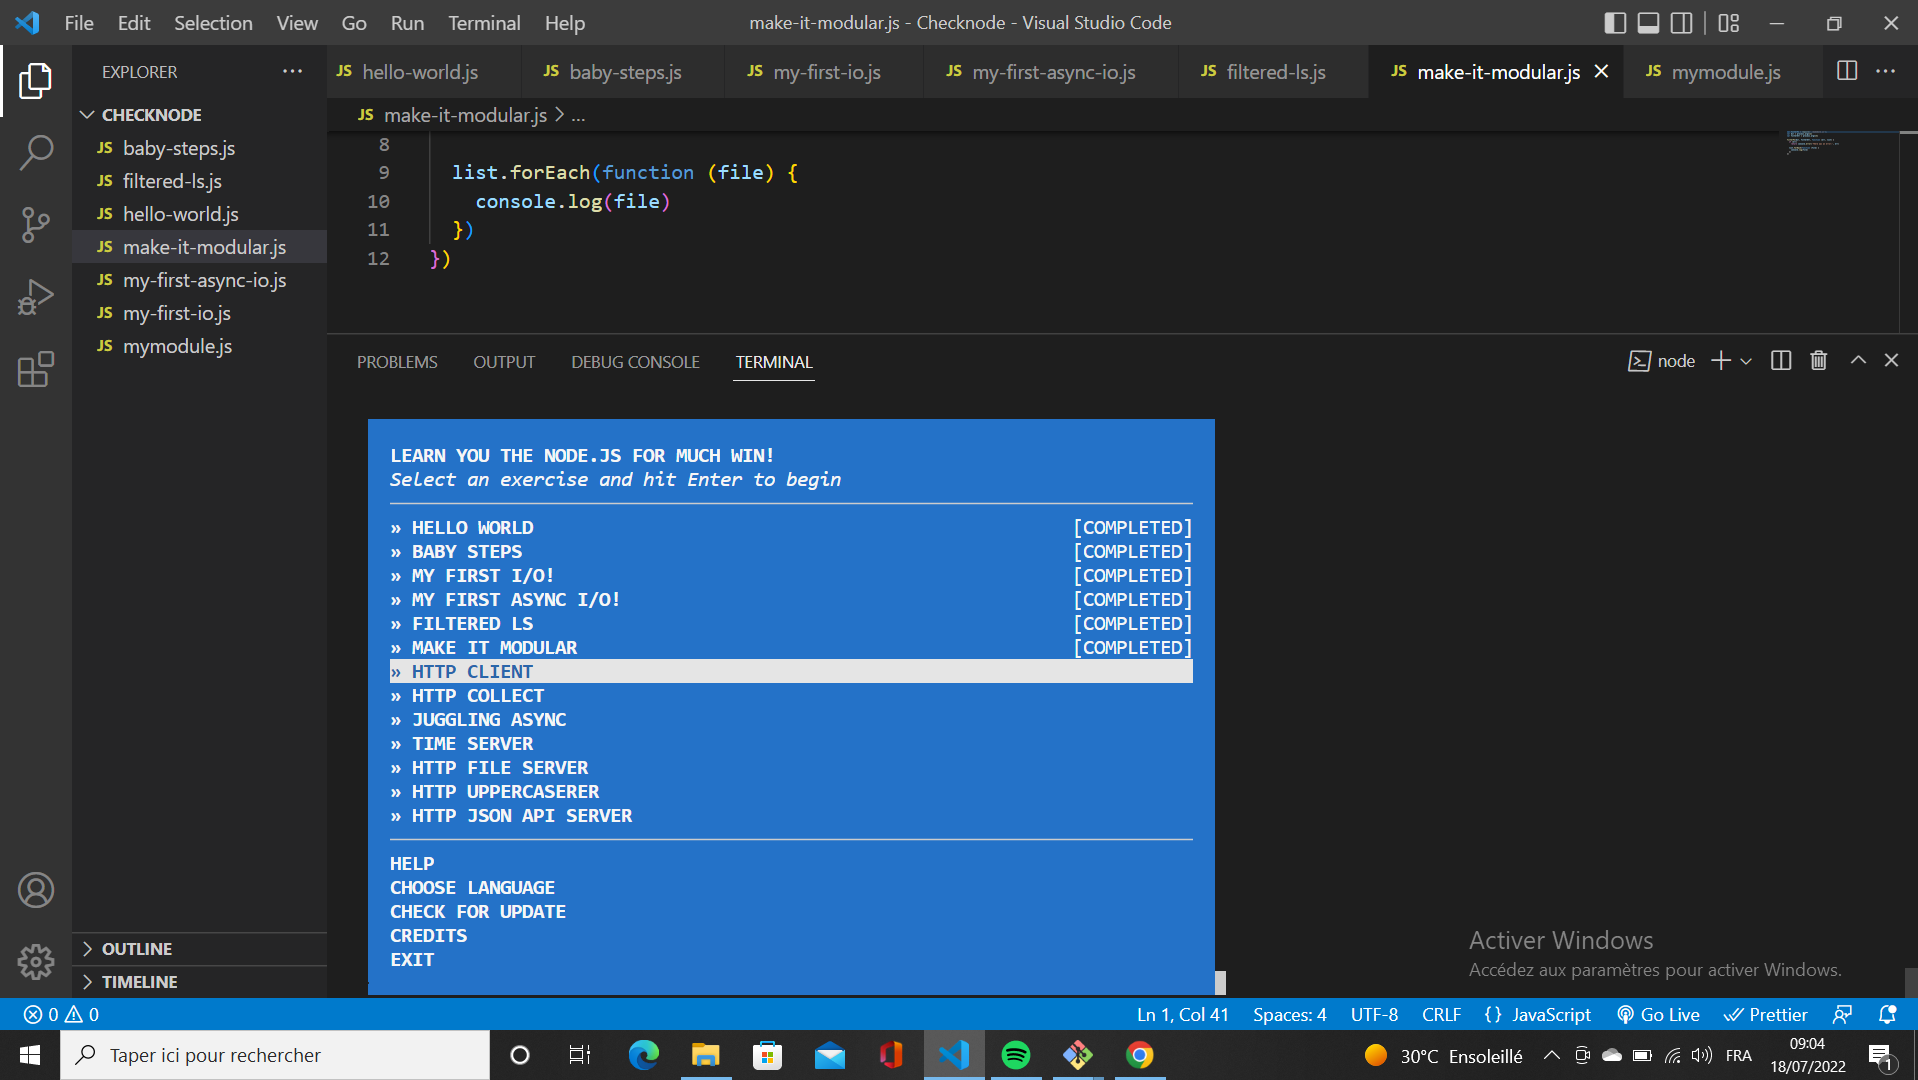 File Edit Selection View Go Run Terminal Help make-it-modular.js - Checknode - Visual Studio Code
EXPLORER
JS hello-world.js JS baby-steps.js JS my-first-io.js JS my-first-async-io.js JS filtered-ls.js JS make-it-modular.js JS mymodule.js
CHECKNODE
JS baby-steps.js
JS filtered-ls.js
JS hello-world.js
JS make-it-modular.js
JS my-first-async-io.js
JS my-first-io.js
JS mymodule.js
OUTLINE
TIMELINE
JS make-it-modular.js > ...
8
9 list.forEach(function (file) {
10 console.log(file)
11 })
12 })
PROBLEMS OUTPUT DEBUG CONSOLE TERMINAL node
LEARN YOU THE NODE.JS FOR MUCH WIN!
Select an exercise and hit Enter to begin
» HELLO WORLD [COMPLETED]
» BABY STEPS [COMPLETED]
» MY FIRST I/O! [COMPLETED]
» MY FIRST ASYNC I/O! [COMPLETED]
» FILTERED LS [COMPLETED]
» MAKE IT MODULAR [COMPLETED]
» HTTP CLIENT
» HTTP COLLECT
» JUGGLING ASYNC
» TIME SERVER
» HTTP FILE SERVER
» HTTP UPPERCASERER
» HTTP JSON API SERVER
HELP
CHOOSE LANGUAGE
CHECK FOR UPDATE
CREDITS
EXIT
Activer Windows
Accédez aux paramètres pour activer Windows.
0 0 Ln 1, Col 41 Spaces: 4 UTF-8 CRLF {} JavaScript Go Live Prettier
Taper ici pour rechercher 30°C Ensoleillé FRA 09:04
18/07/2022 1